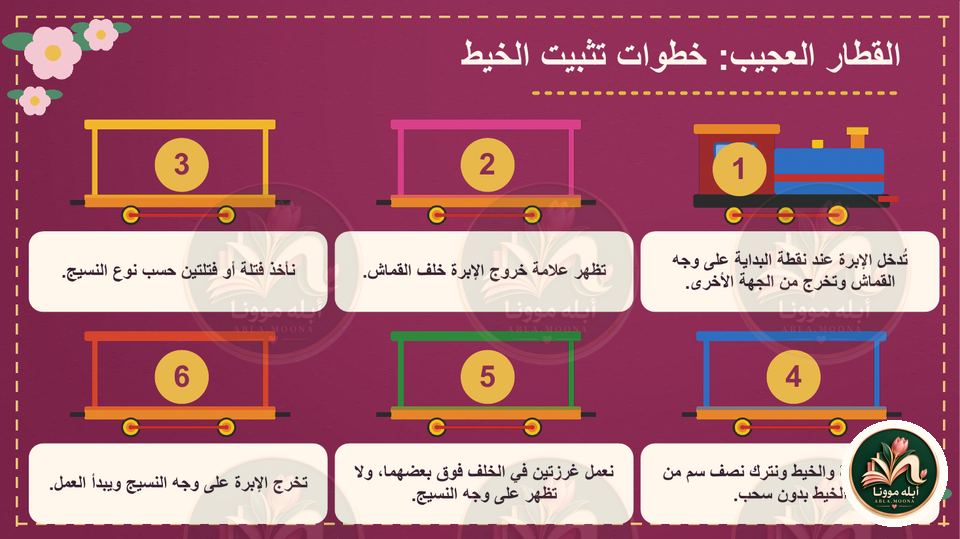 القطار العجيب: خطوات تثبيت الخيط
1
2
3
تُدخل الإبرة عند نقطة البداية على وجه
القماش وتخرج من الجهة الأخرى.
تظهر علامة خروج الإبرة خلف القماش.
نأخذ فتلة أو فتلتين حسب نوع النسيج.
4
5
6
والخيط ونترك نصف سم من
الخيط بدون سحب.
نعمل غرزتين في الخلف فوق بعضهما، ولا
تظهر على وجه النسيج.
تخرج الإبرة على وجه النسيج ويبدأ العمل.
أبله موونا
ABLA.MOONA